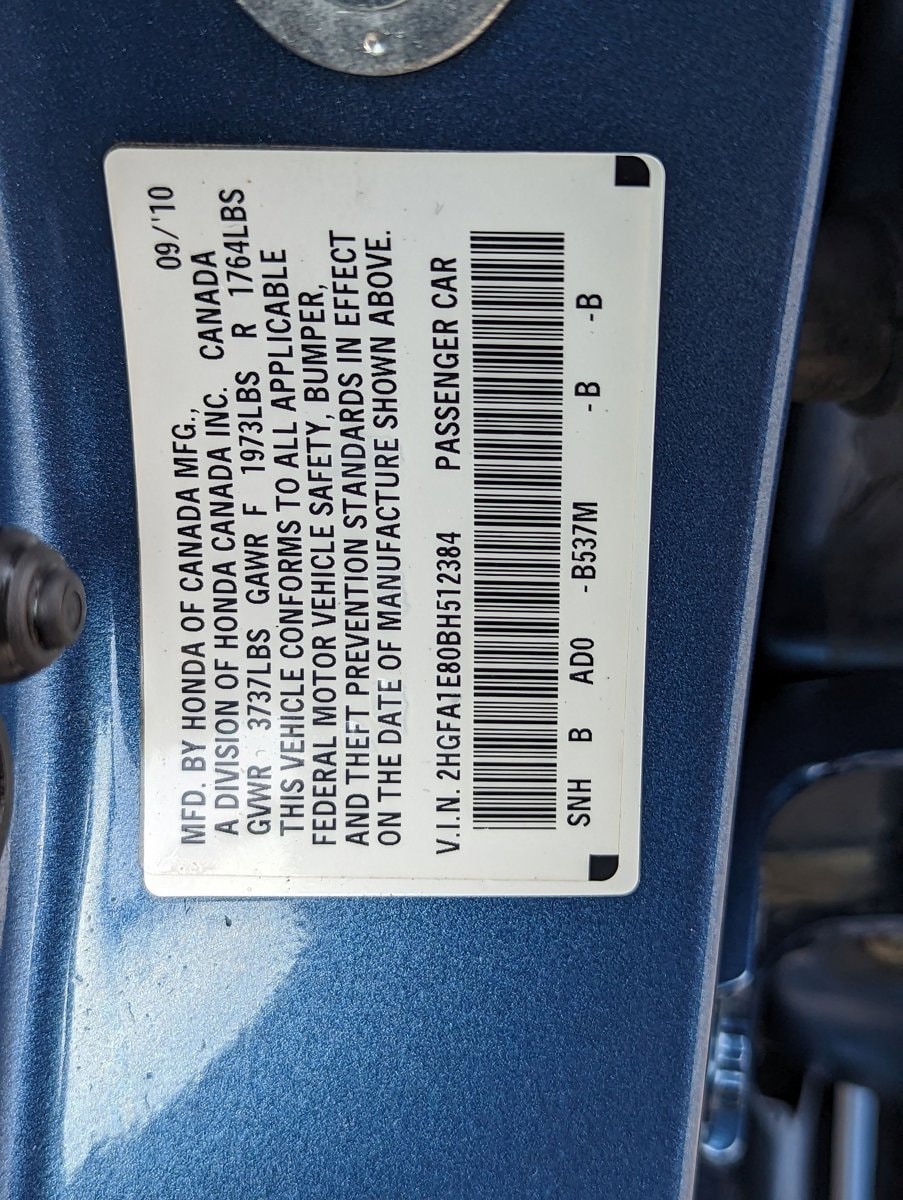 09/'10
MFD. BY HONDA OF CANADA MFG.,
A DIVISION OF HONDA CANADA INC. CANADA
GVWR 3737LBS GAWR F 1973LBS R 1764LBS
THIS VEHICLE CONFORMS TO ALL APPLICABLE
FEDERAL MOTOR VEHICLE SAFETY, BUMPER,
AND THEFT PREVENTION STANDARDS IN EFFECT
ON THE DATE OF MANUFACTURE SHOWN ABOVE.
V.I.N. 2HGFA1E80BH512384 PASSENGER CAR
SNH B AD0 -B537M -B -B